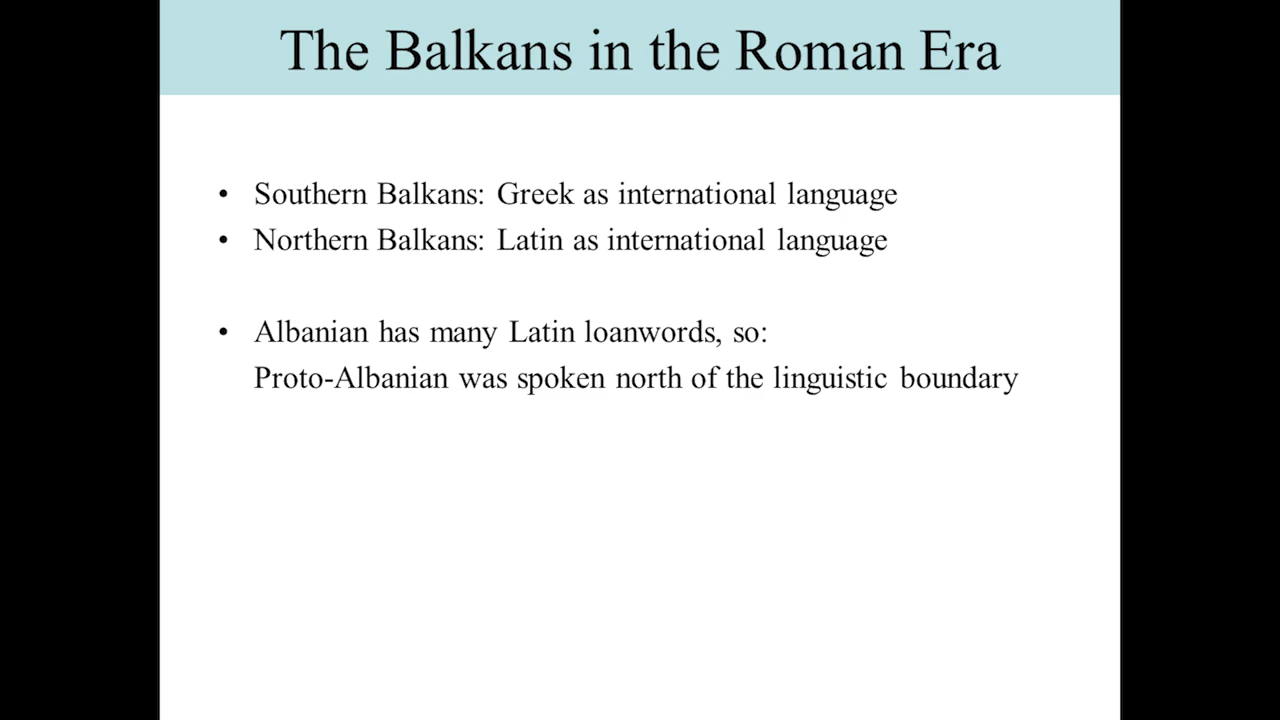 The Balkans in the Roman Era
• Southern Balkans: Greek as international language
• Northern Balkans: Latin as international language
• Albanian has many Latin loanwords, so:
Proto-Albanian was spoken north of the linguistic boundary